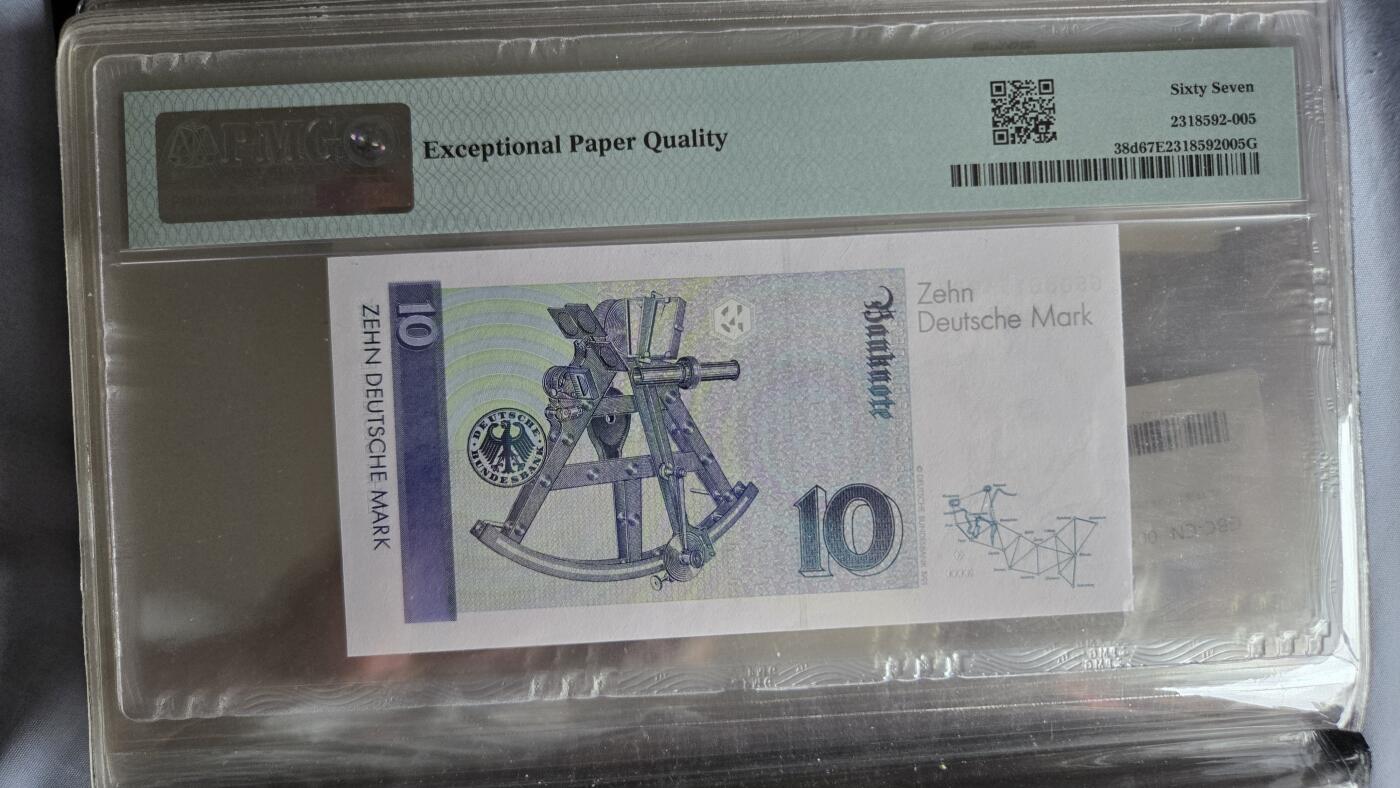 PMG
Exceptional Paper Quality
Sixty Seven
2318592-005
38d67E2318592005G
10
ZEHN DEUTSCHE MARK
DEUTSCHE
BUNDESBANK
Banknote
10
Zehn
Deutsche Mark